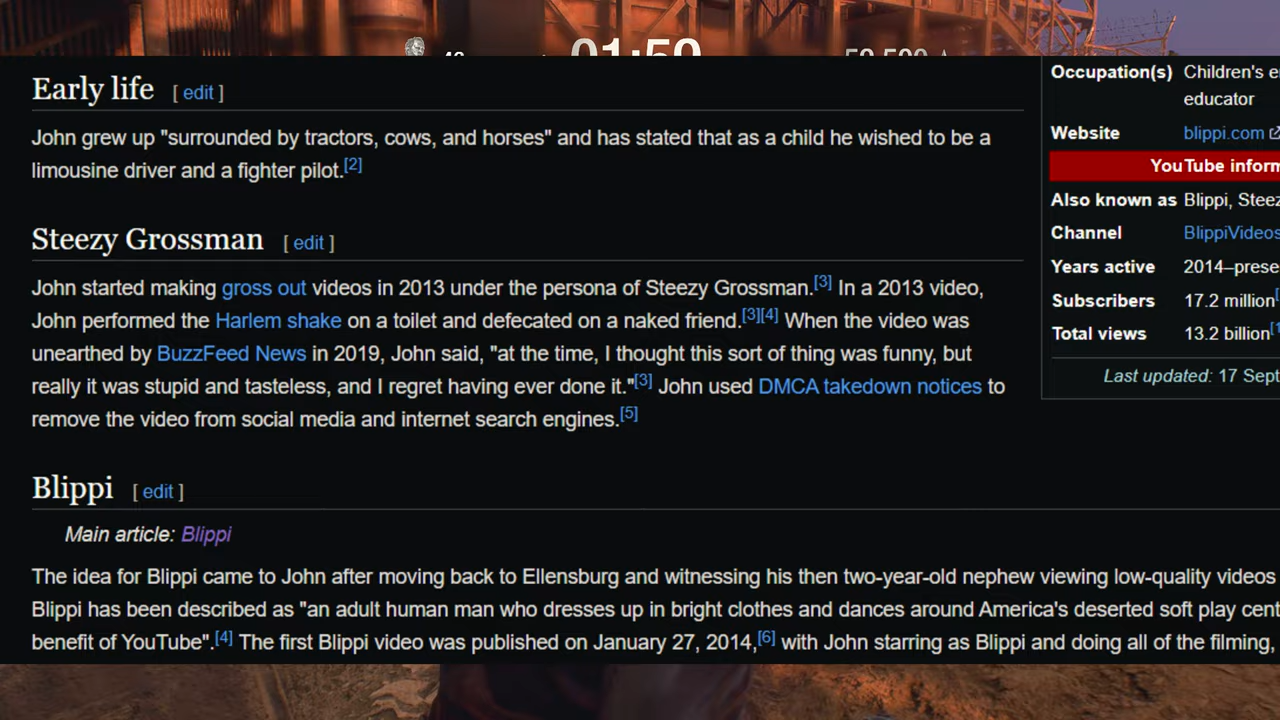 01:59
Early life [ edit ]
John grew up "surrounded by tractors, cows, and horses" and has stated that as a child he wished to be a
limousine driver and a fighter pilot.[2]
Steezy Grossman [ edit ]
John started making gross out videos in 2013 under the persona of Steezy Grossman.[3] In a 2013 video,
John performed the Harlem shake on a toilet and defecated on a naked friend.[3][4] When the video was
unearthed by BuzzFeed News in 2019, John said, "at the time, I thought this sort of thing was funny, but
really it was stupid and tasteless, and I regret having ever done it."[3] John used DMCA takedown notices to
remove the video from social media and internet search engines.[5]
Blippi [ edit ]
Main article: Blippi
The idea for Blippi came to John after moving back to Ellensburg and witnessing his then two-year-old nephew viewing low-quality videos
Blippi has been described as "an adult human man who dresses up in bright clothes and dances around America's deserted soft play cent
benefit of YouTube".[4] The first Blippi video was published on January 27, 2014,[6] with John starring as Blippi and doing all of the filming,
Occupation(s) Children's e
educator
Website blippi.com
YouTube inform
Also known as Blippi, Steez
Channel BlippiVideos
Years active 2014–prese
Subscribers 17.2 million[
Total views 13.2 billion[1
Last updated: 17 Sept